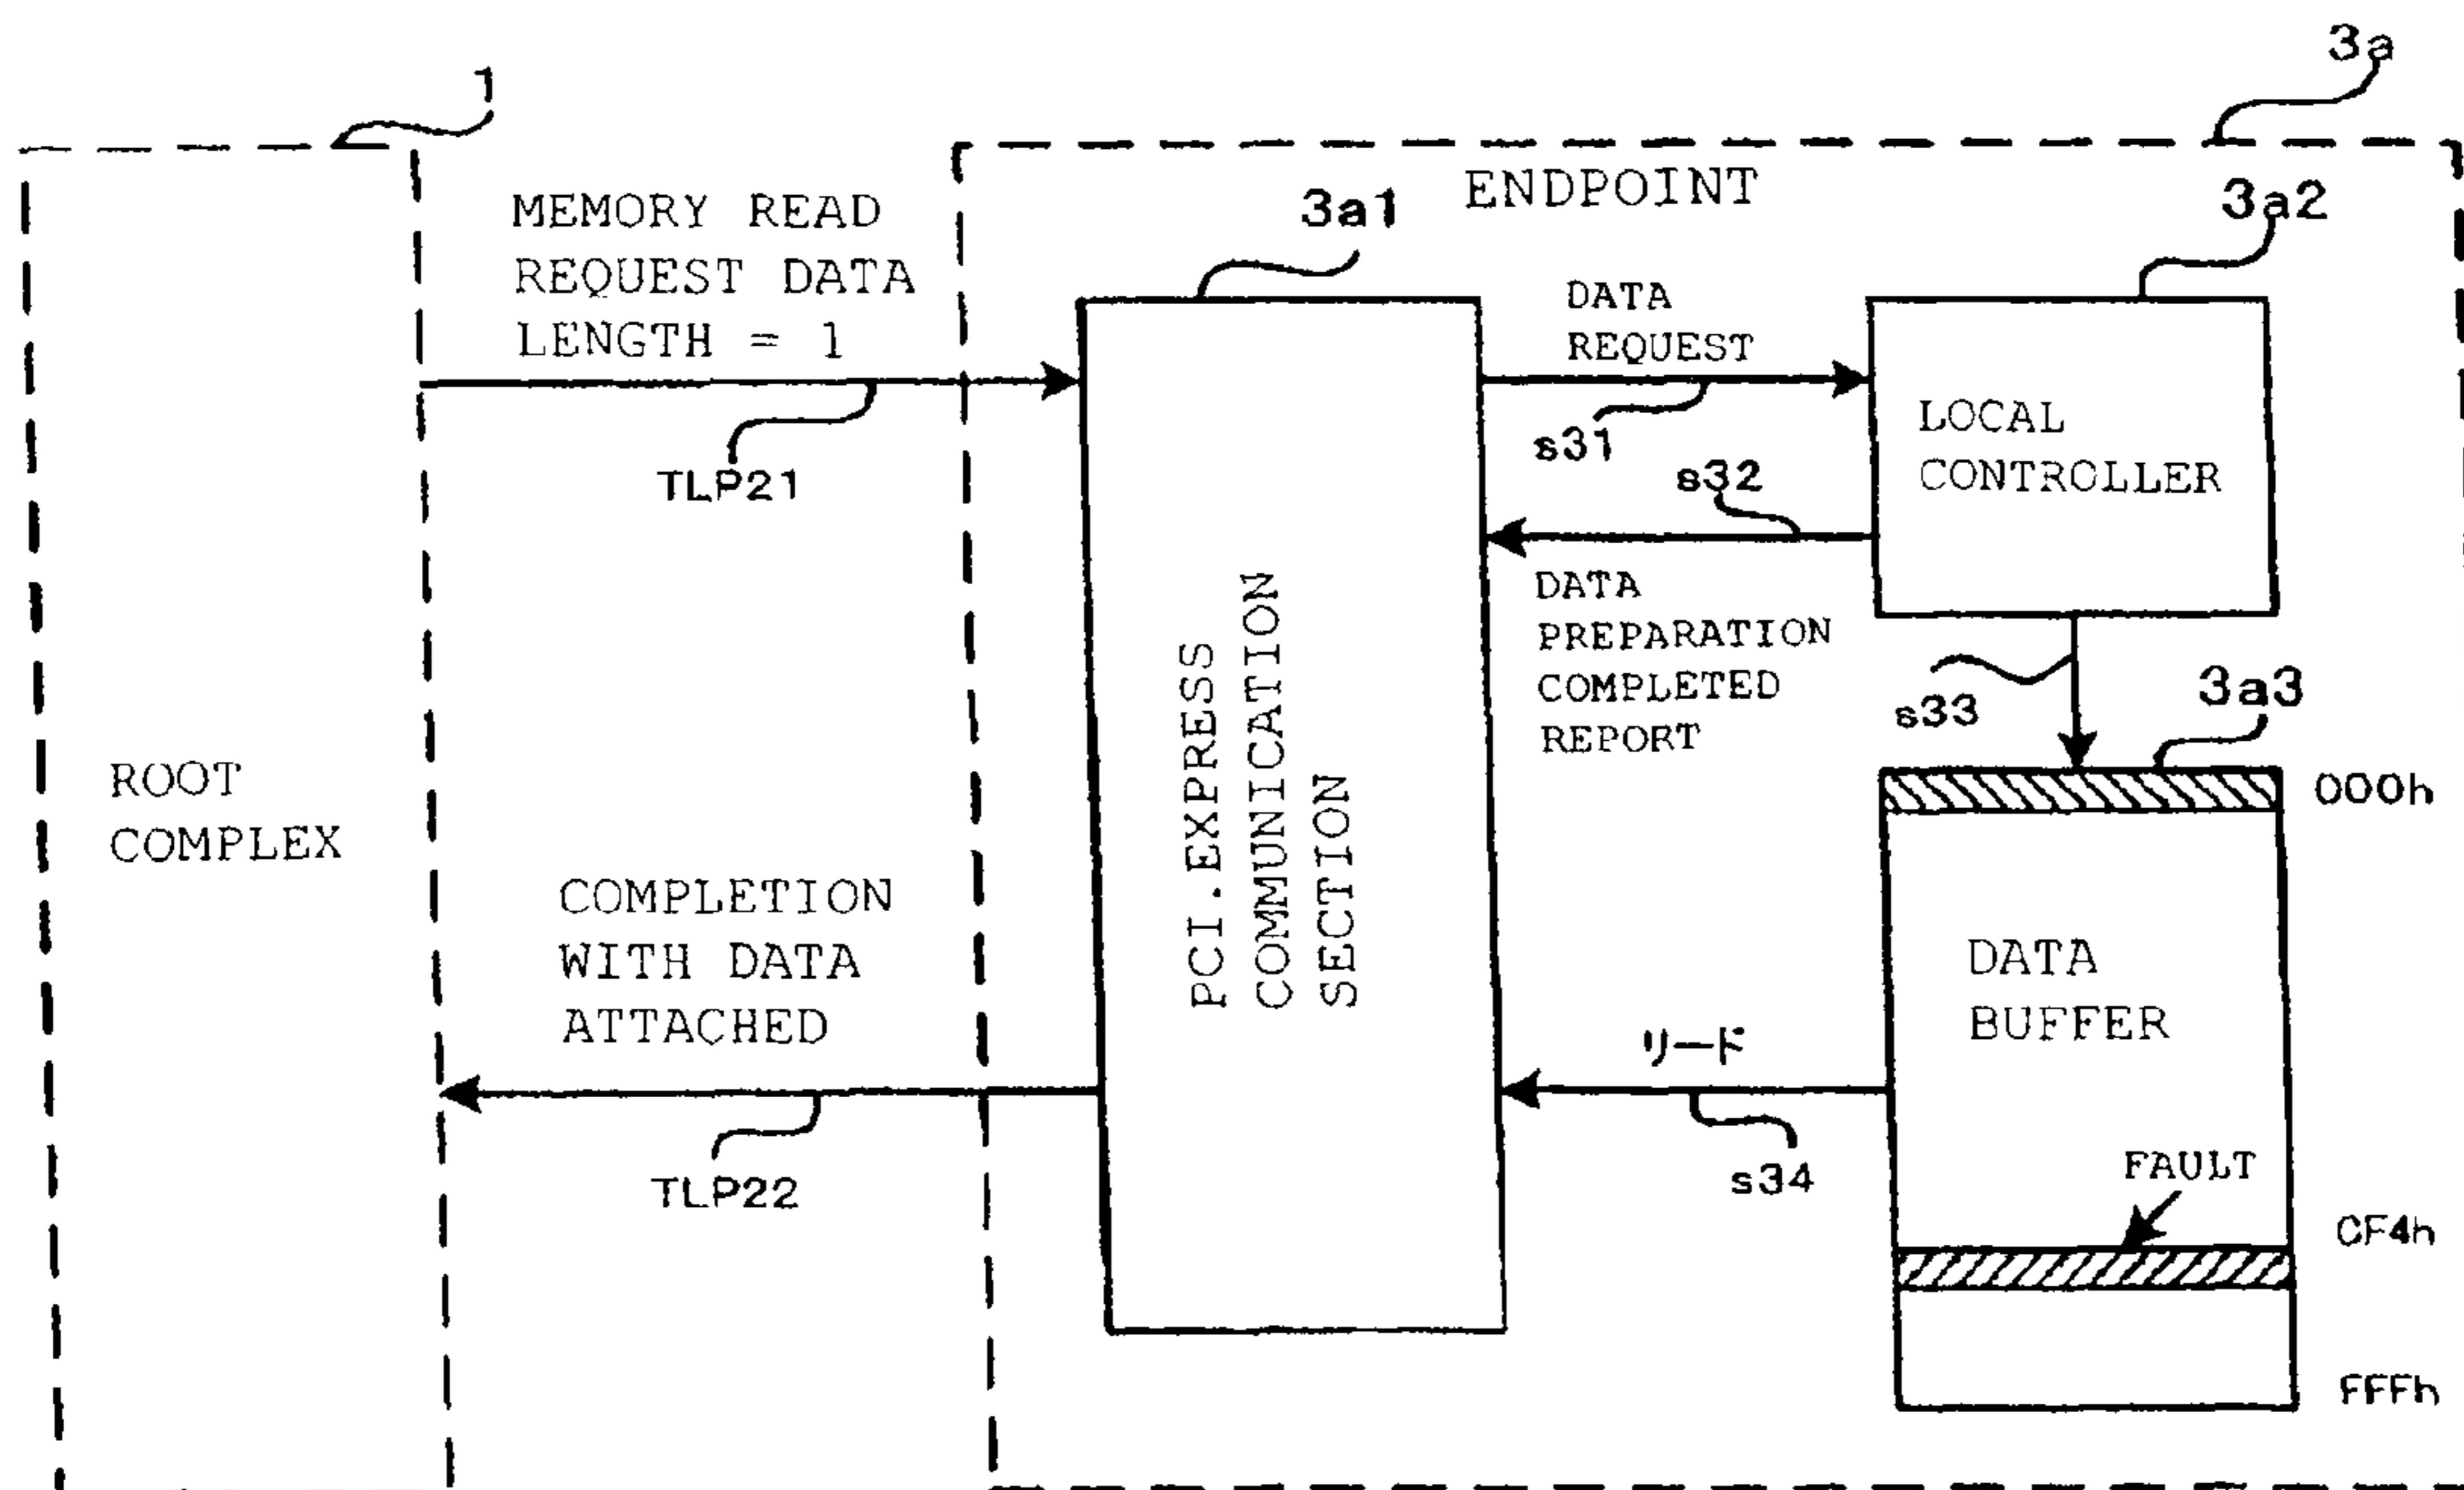 1
3a
ENDPOINT
MEMORY READ
REQUEST DATA
LENGTH = 1
3a1
3a2
DATA
REQUEST
TLP21
s31
s32
LOCAL
CONTROLLER
DATA
PREPARATION
COMPLETED
REPORT
s33
3a3
000h
ROOT
COMPLEX
PCI.EXPRESS
COMMUNICATION
SECTION
COMPLETION
WITH DATA
ATTACHED
DATA
BUFFER
リード
TLP22
s34
FAULT
CF4h
FFFh